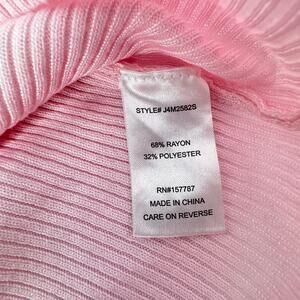 STYLE# J4M2582S
68% RAYON
32% POLYESTER
RN#157787
MADE IN CHINA
CARE ON REVERSE